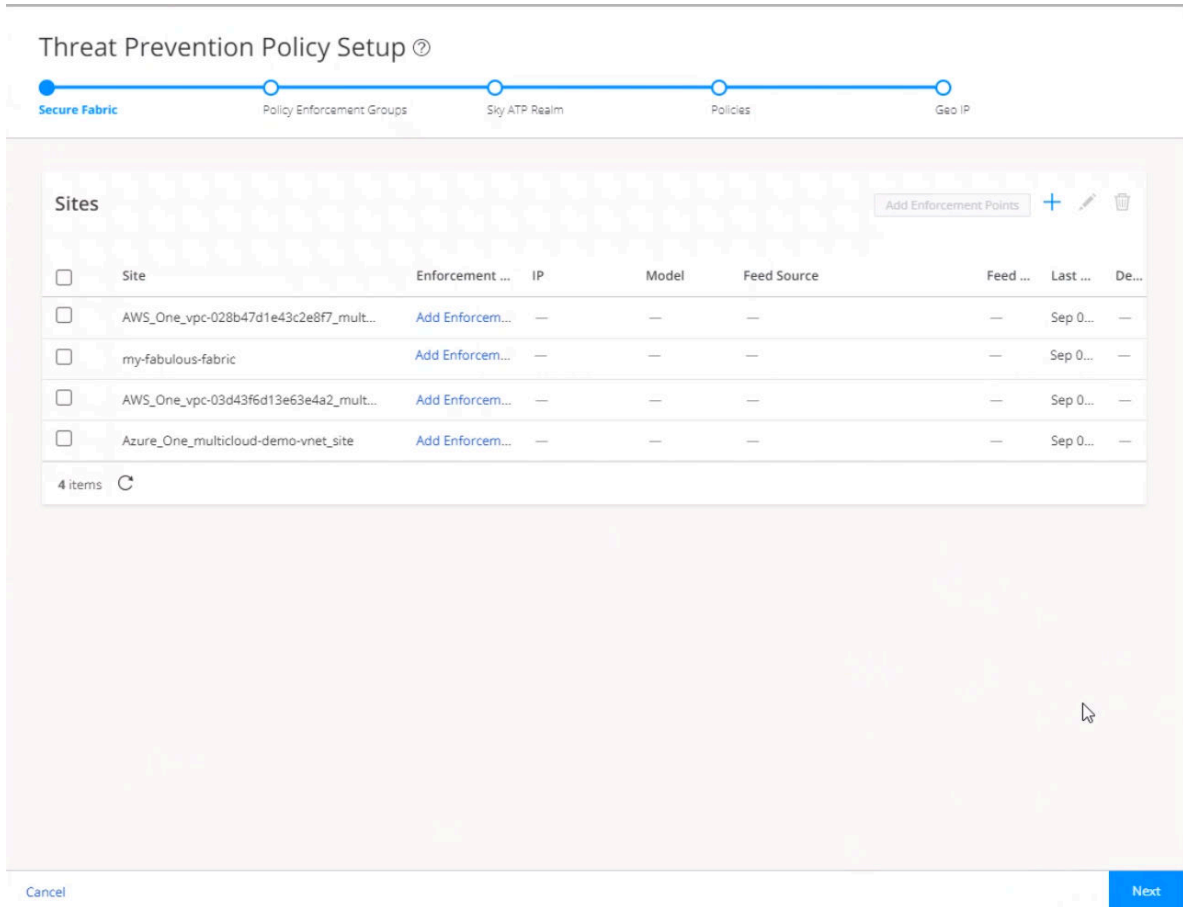 Threat Prevention Policy Setup ?
Secure Fabric Policy Enforcement Groups Sky ATP Realm Policies Geo IP
Sites Add Enforcement Points
Site Enforcement ... IP Model Feed Source Feed ... Last ... De...
AWS_One_vpc-028b47d1e43c2e8f7_mult... Add Enforcem... — — — — Sep 0... —
my-fabulous-fabric Add Enforcem... — — — — Sep 0... —
AWS_One_vpc-03d43f6d13e63e4a2_mult... Add Enforcem... — — — — Sep 0... —
Azure_One_multicloud-demo-vnet_site Add Enforcem... — — — — Sep 0... —
4 items
Cancel Next